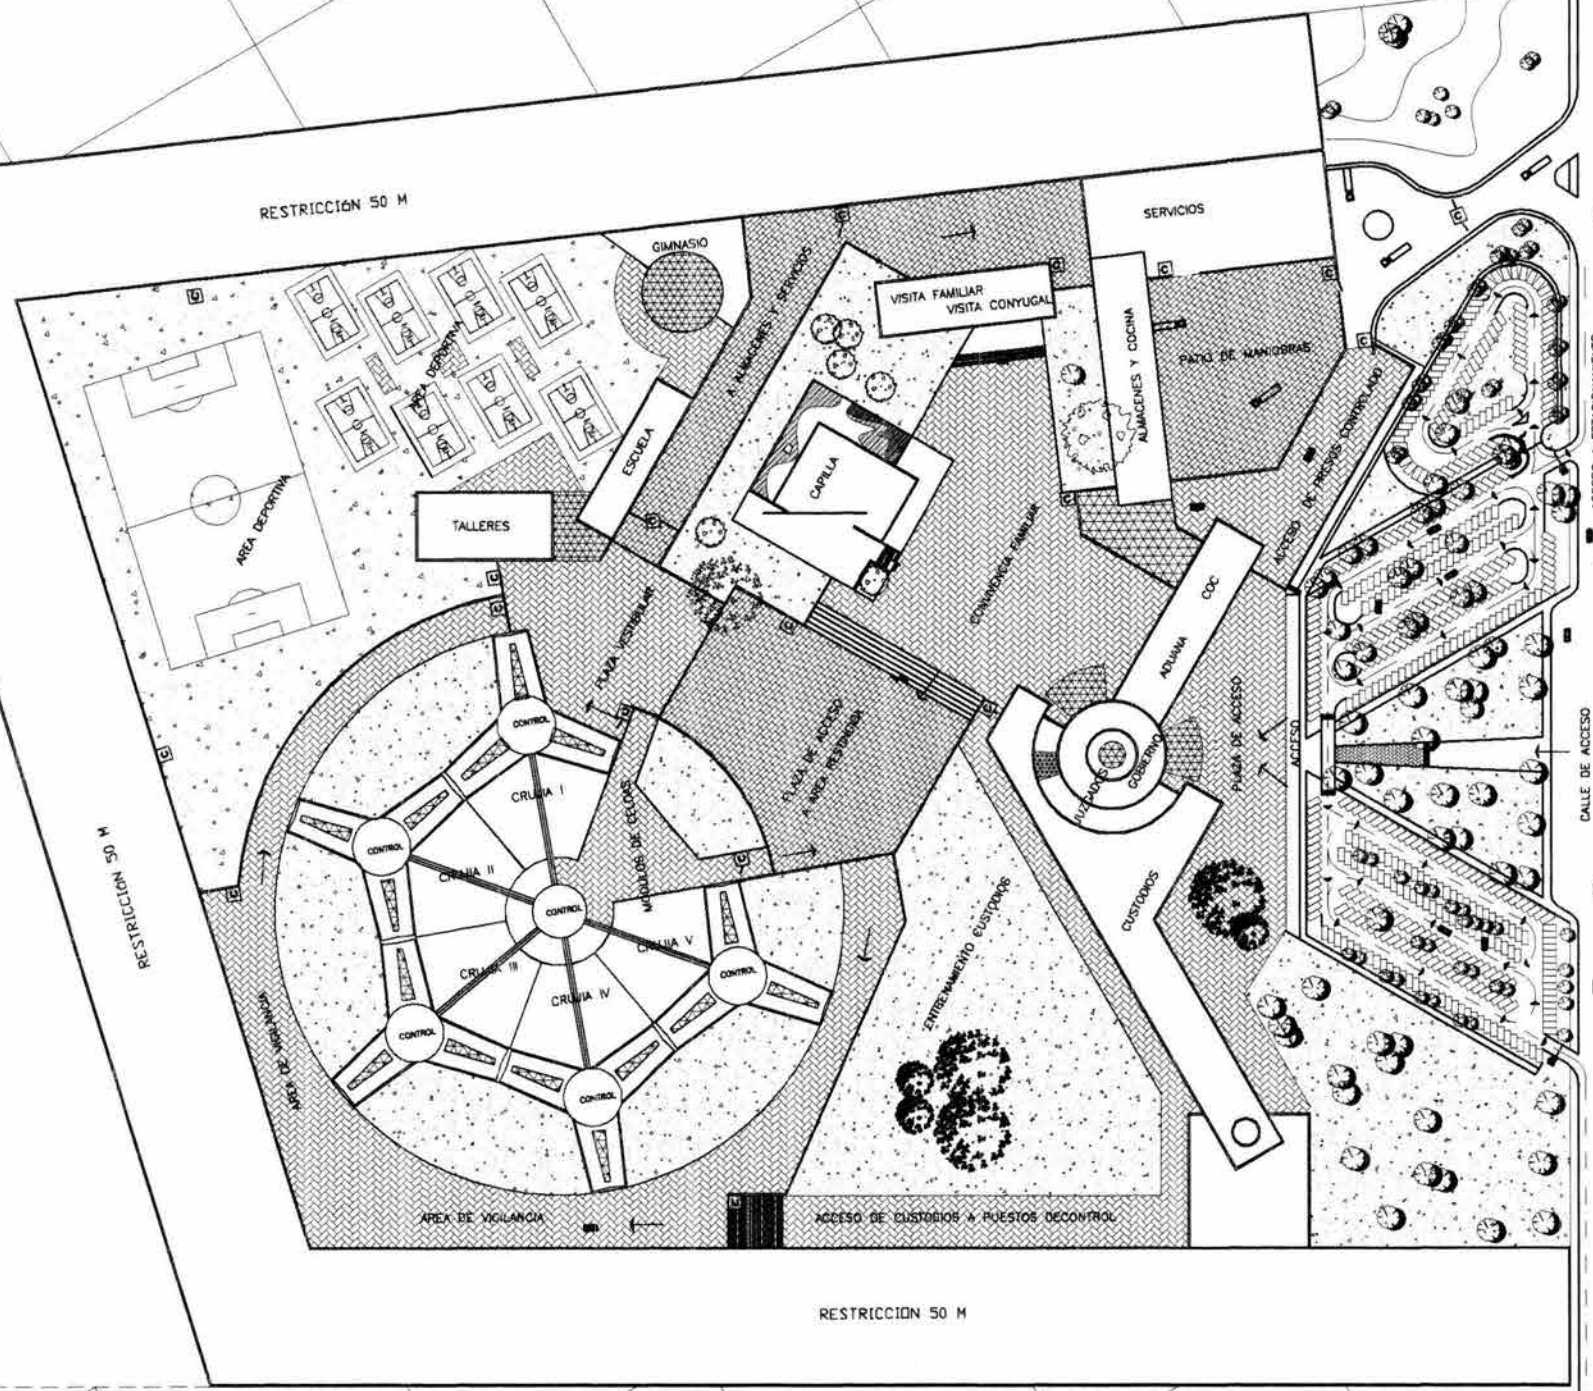 RESTRICCIÓN 50 M
SERVICIOS
GIMNASIO
A ALMACENES Y SERVICIOS
VISITA FAMILIAR
VISITA CONYUGAL
ALMACENES Y COCINA
PATIO DE MANIOBRAS
AREA DEPORTIVA
AREA DEPORTIVA
ESCUELA
CAPILLA
TALLERES
ACCESO DE PRESOS CONTROLADO
CONVIVENCIA FAMILIAR
COC
ADUANA
PLAZA VESTIBULAR
PLAZA DE ACCESO
A AREA RESTINGIDA
PLAZA DE ACCESO
ACCESO
CALLE DE ACCESO
GOBIERNO
JUZGADOS
CUSTODIOS
CONTROL
CRUJIA I
CONTROL
CRUJIA II
MODULOS DE CELDAS
CONTROL
CRUJIA V
CRUJIA III
CRUJIA IV
CONTROL
CONTROL
CONTROL
ENTRENAMIENTO CUSTODIOS
RESTRICCION 50 M
AREA DE VIGILANCIA
AREA DE VIGILANCIA
ACCESO DE CUSTODIOS A PUESTOS DECONTROL
RESTRICCION 50 M